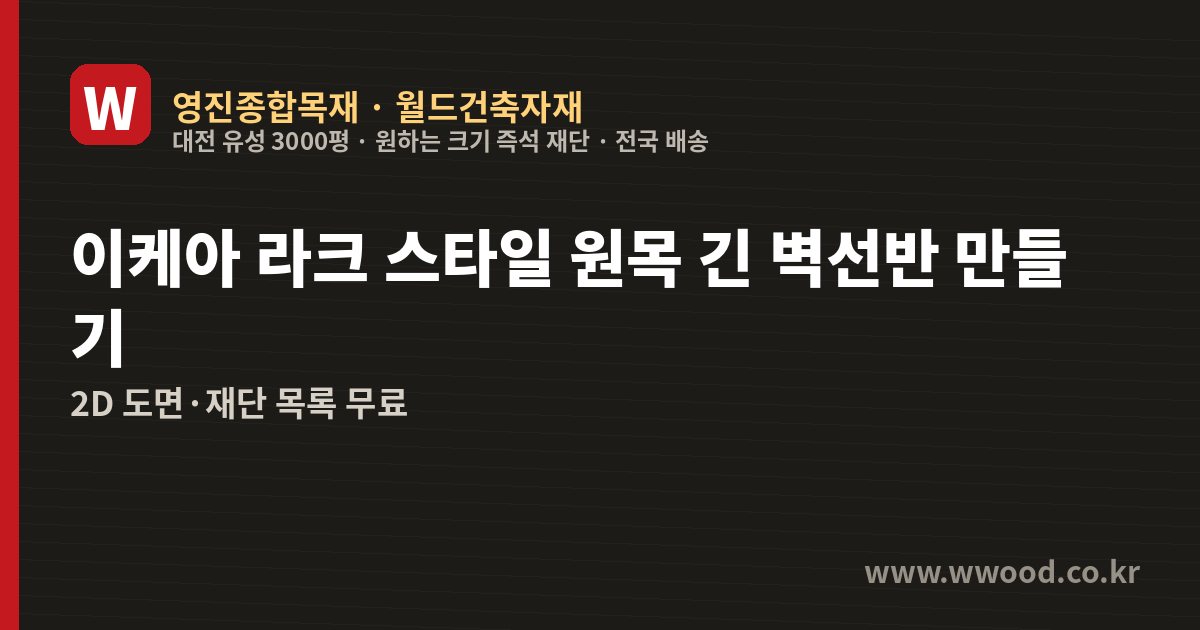 W
영진종합목재 · 월드건축자재
대전 유성 3000평 · 원하는 크기 즉석 재단 · 전국 배송
이케아 라크 스타일 원목 긴 벽선반 만들
기
2D 도면·재단 목록 무료
www.wwood.co.kr